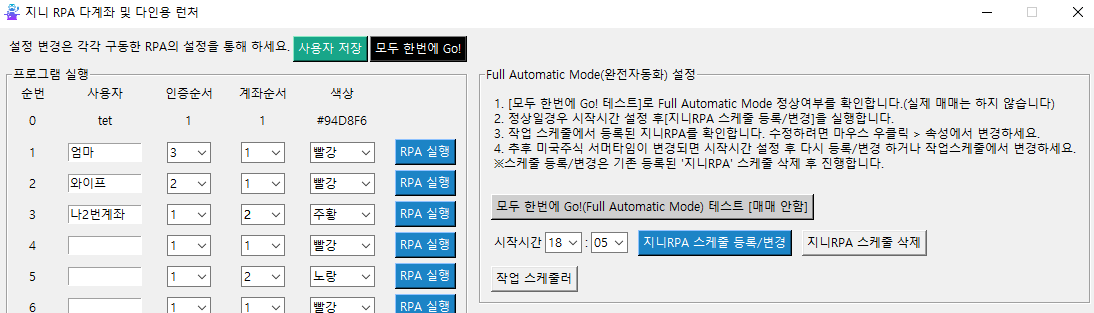 지니 RPA 다계좌 및 다인용 런처
설정 변경은 각각 구동한 RPA의 설정을 통해 하세요. 사용자 저장 모두 한번에 Go!
프로그램 실행
순번 사용자 인증순서 계좌순서 색상
0 tet 1 1 #94D8F6
1 엄마 3 1 빨강 RPA 실행
2 와이프 2 1 빨강 RPA 실행
3 나2번계좌 1 2 주황 RPA 실행
4 1 1 빨강 RPA 실행
5 1 2 노랑 RPA 실행
6 1 1 빨강 RPA 실행
Full Automatic Mode(완전자동화) 설정
1. [모두 한번에 Go! 테스트]로 Full Automatic Mode 정상여부를 확인합니다.(실제 매매는 하지 않습니다)
2. 정상일경우 시작시간 설정 후[지니RPA 스케줄 등록/변경]을 실행합니다.
3. 작업 스케줄에서 등록된 지니RPA를 확인합니다. 수정하려면 마우스 우클릭 > 속성에서 변경하세요.
4. 추후 미국주식 서머타임이 변경되면 시작시간 설정 후 다시 등록/변경 하거나 작업스케줄에서 변경하세요.
※스케줄 등록/변경은 기존 등록된 '지니RPA' 스케줄 삭제 후 진행합니다.
모두 한번에 Go!(Full Automatic Mode) 테스트 [매매 안함]
시작시간 18 : 05 지니RPA 스케줄 등록/변경 지니RPA 스케줄 삭제
작업 스케줄러